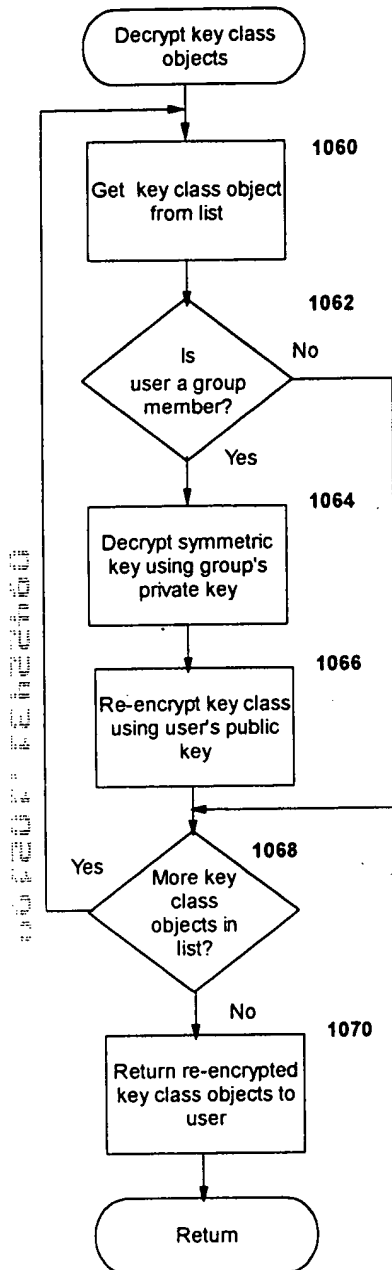 Decrypt key class
objects
1060
Get key class object
from list
1062
Is
user a group
member?
No
Yes
1064
Decrypt symmetric
key using group's
private key
1066
Re-encrypt key class
using user's public
key
1068
Yes
More key
class
objects in
list?
No
1070
Return re-encrypted
key class objects to
user
Return